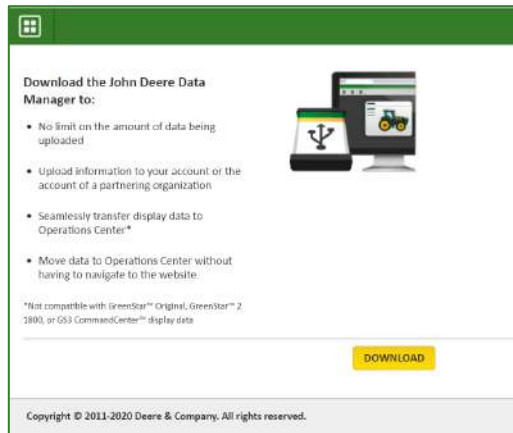 Download the John Deere Data
Manager to:
• No limit on the amount of data being
uploaded
• Upload information to your account or the
account of a partnering organization
• Seamlessly transfer display data to
Operations Center*
• Move data to Operations Center without
having to navigate to the website
*Not compatible with GreenStar™ Original, GreenStar™ 2
1800, or GS3 CommandCenter™ display data
DOWNLOAD
Copyright © 2011-2020 Deere & Company. All rights reserved.